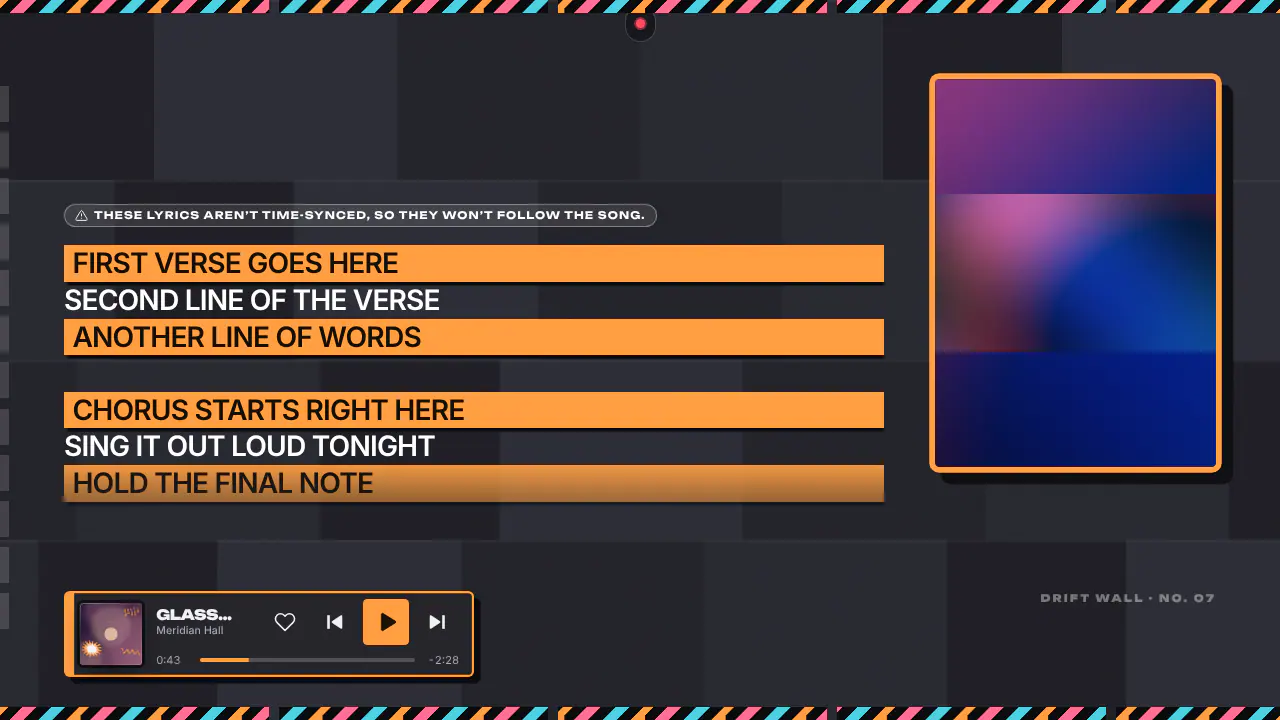 THESE LYRICS AREN’T TIME-SYNCED, SO THEY WON’T FOLLOW THE SONG.
FIRST VERSE GOES HERE
SECOND LINE OF THE VERSE
ANOTHER LINE OF WORDS
CHORUS STARTS RIGHT HERE
SING IT OUT LOUD TONIGHT
HOLD THE FINAL NOTE
GLASS...
Meridian Hall
0:43
-2:28
DRIFT WALL · NO. 07